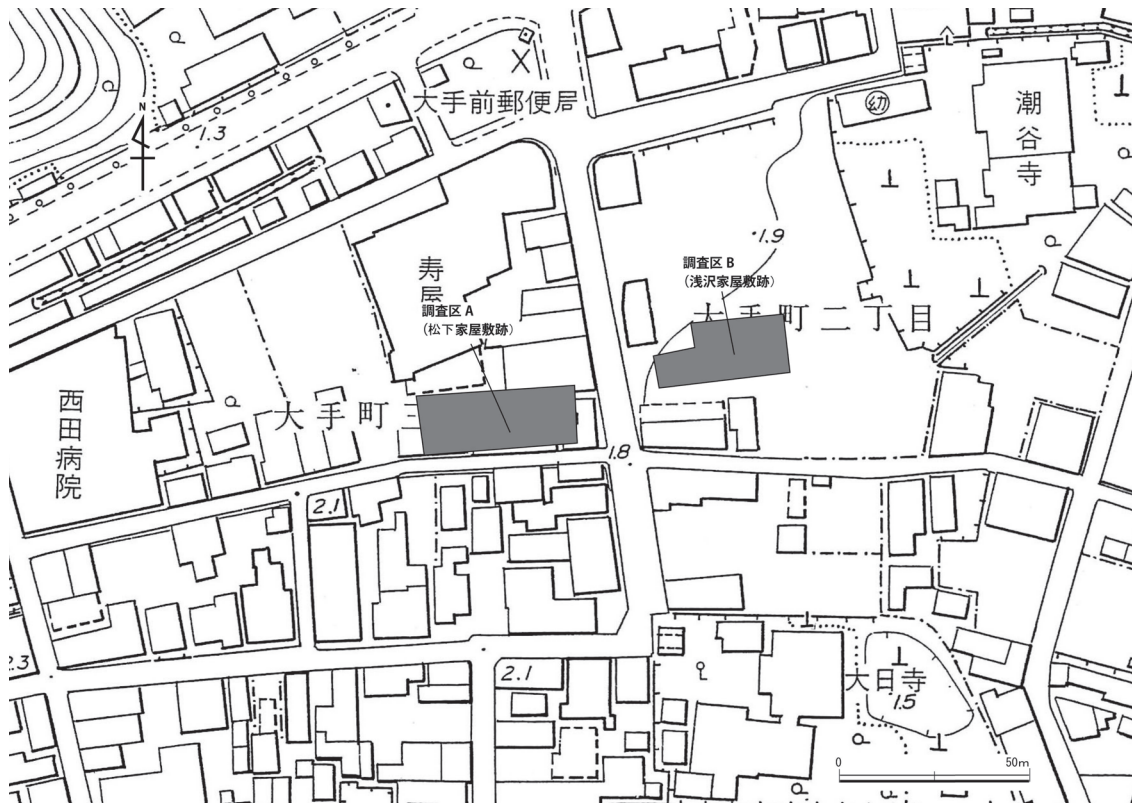 大手前郵便局
N
1.3
幼
潮谷寺
1.9
寿屋
調査区 A
（松下家屋敷跡）
調査区 B
（浅沢家屋敷跡）
大手町二丁目
大手町三
西田病院
1.8
2.1
2.3
2.1
大日寺
1.5
0
50m